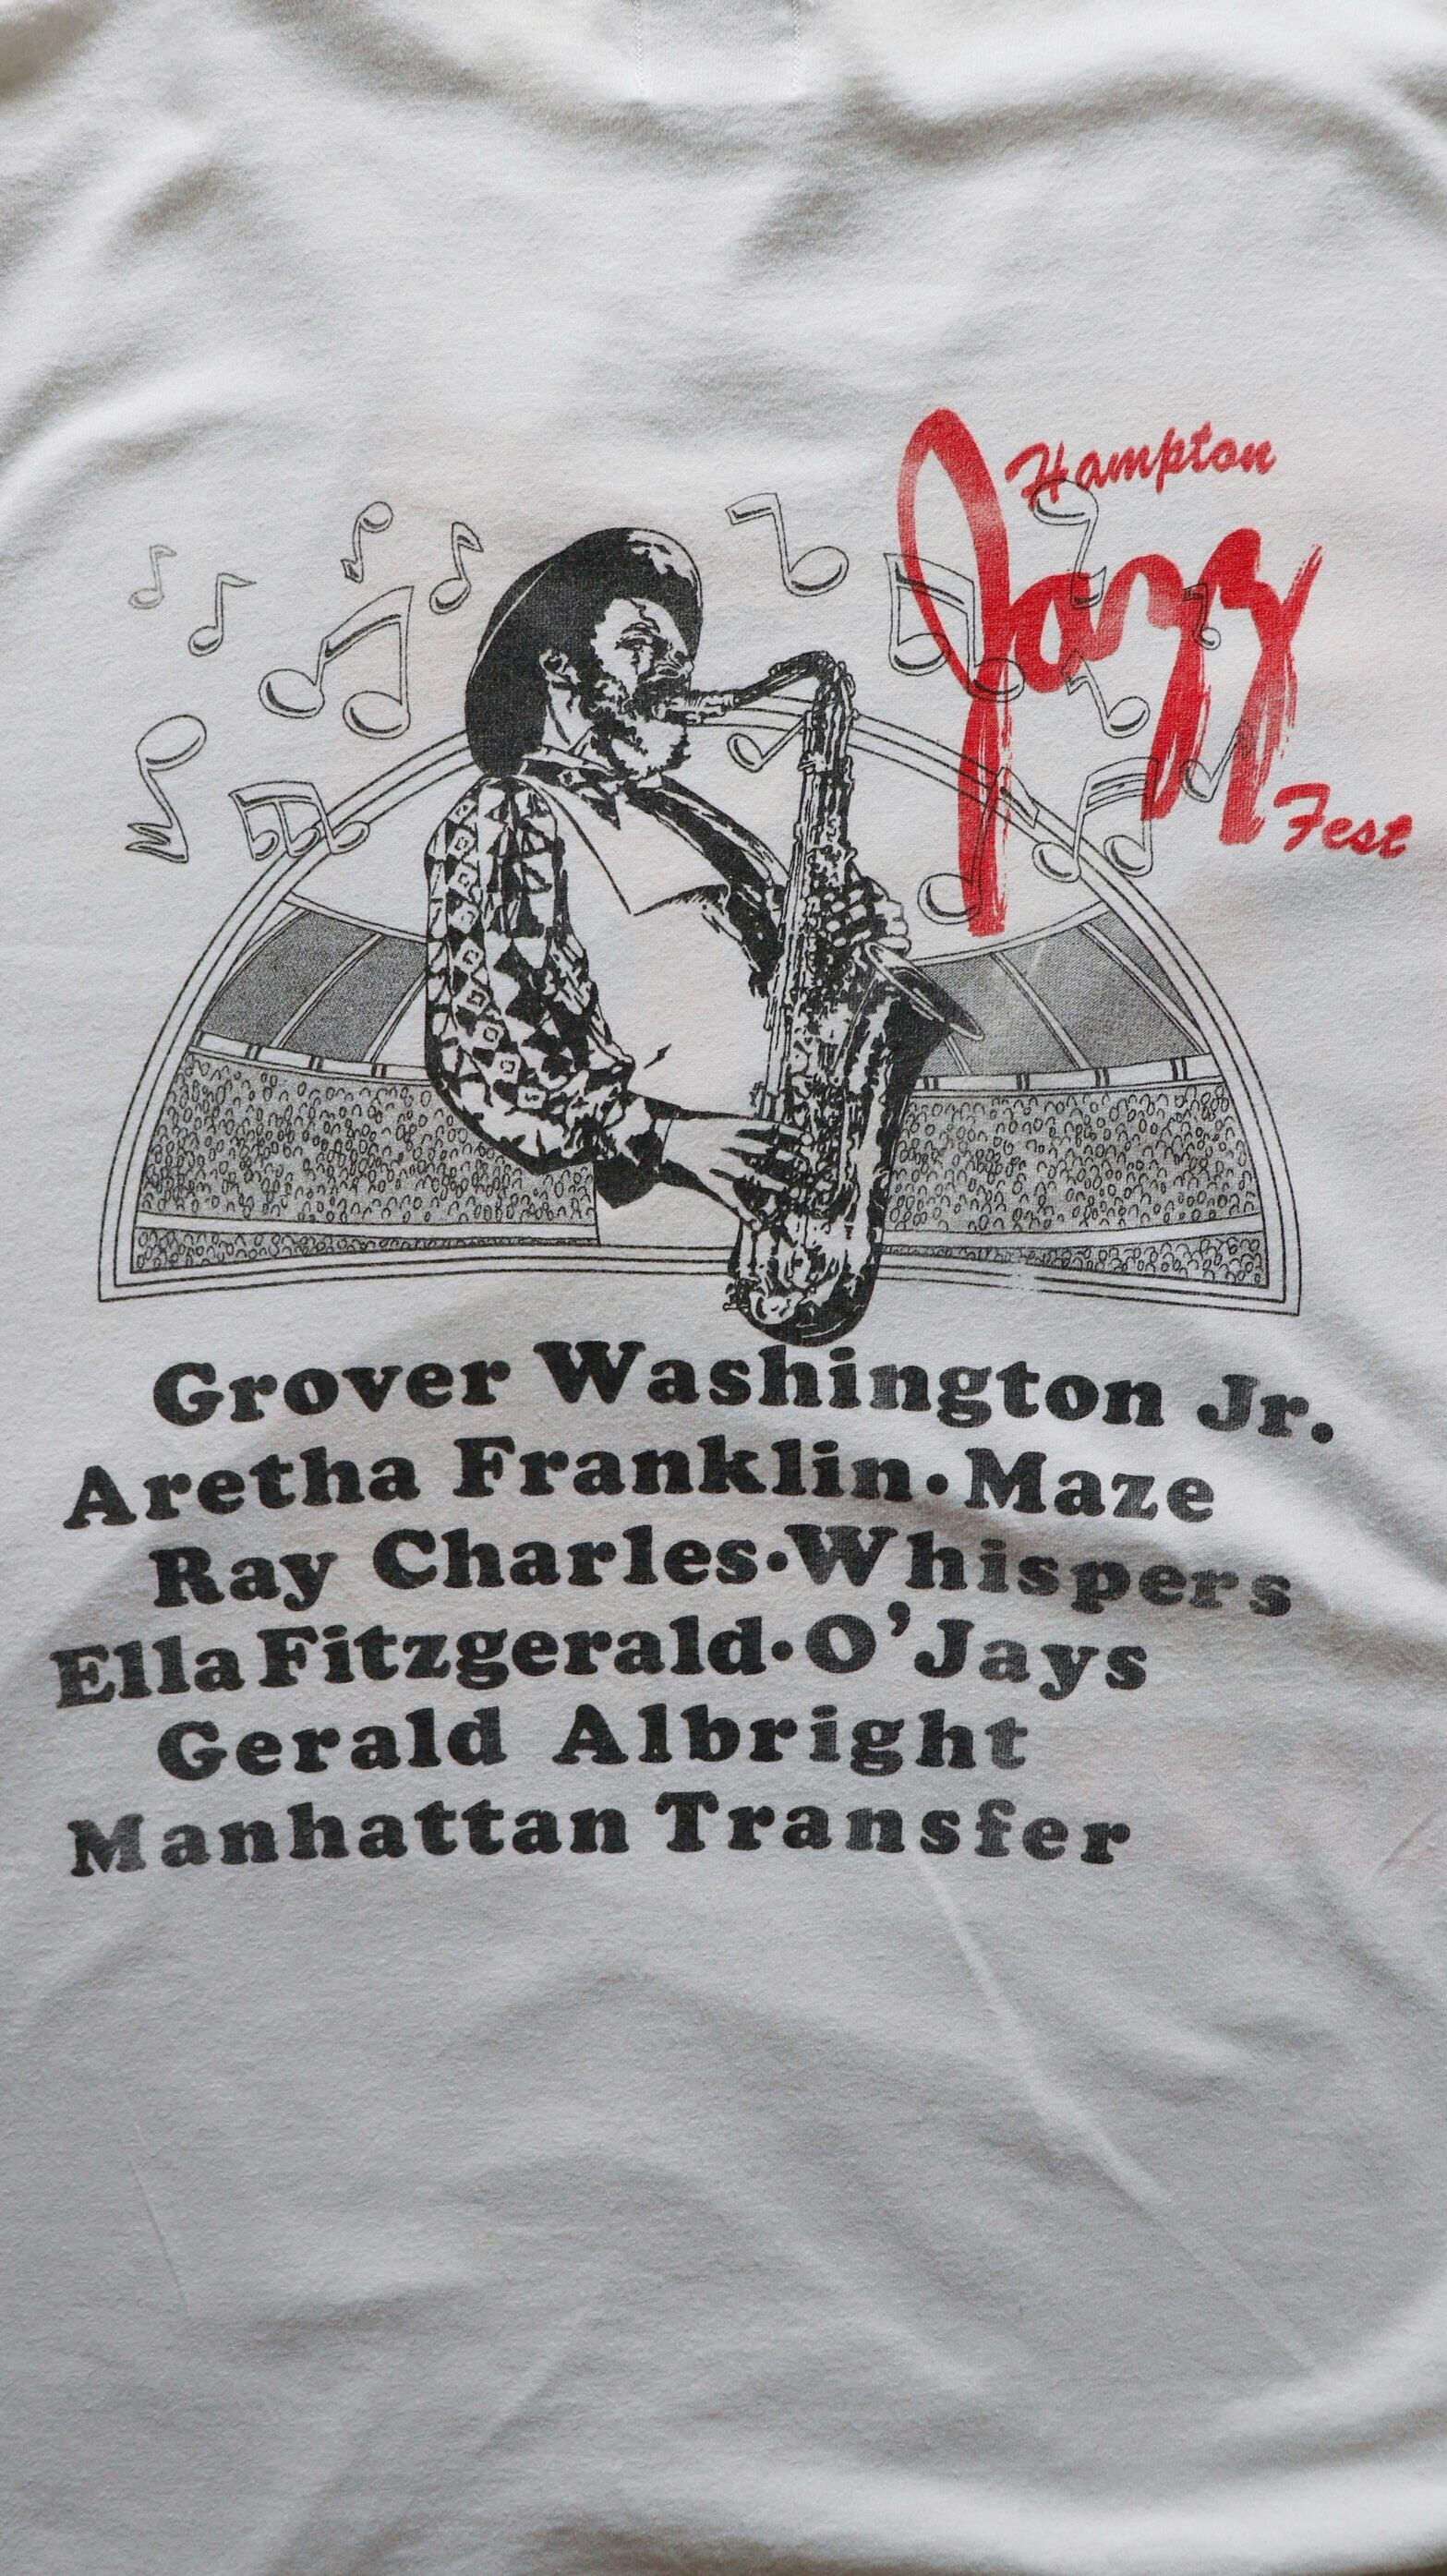 Hampton
Jazz
Fest
Grover Washington Jr.
Aretha Franklin•Maze
Ray Charles•Whispers
Ella Fitzgerald•O'Jays
Gerald Albright
Manhattan Transfer